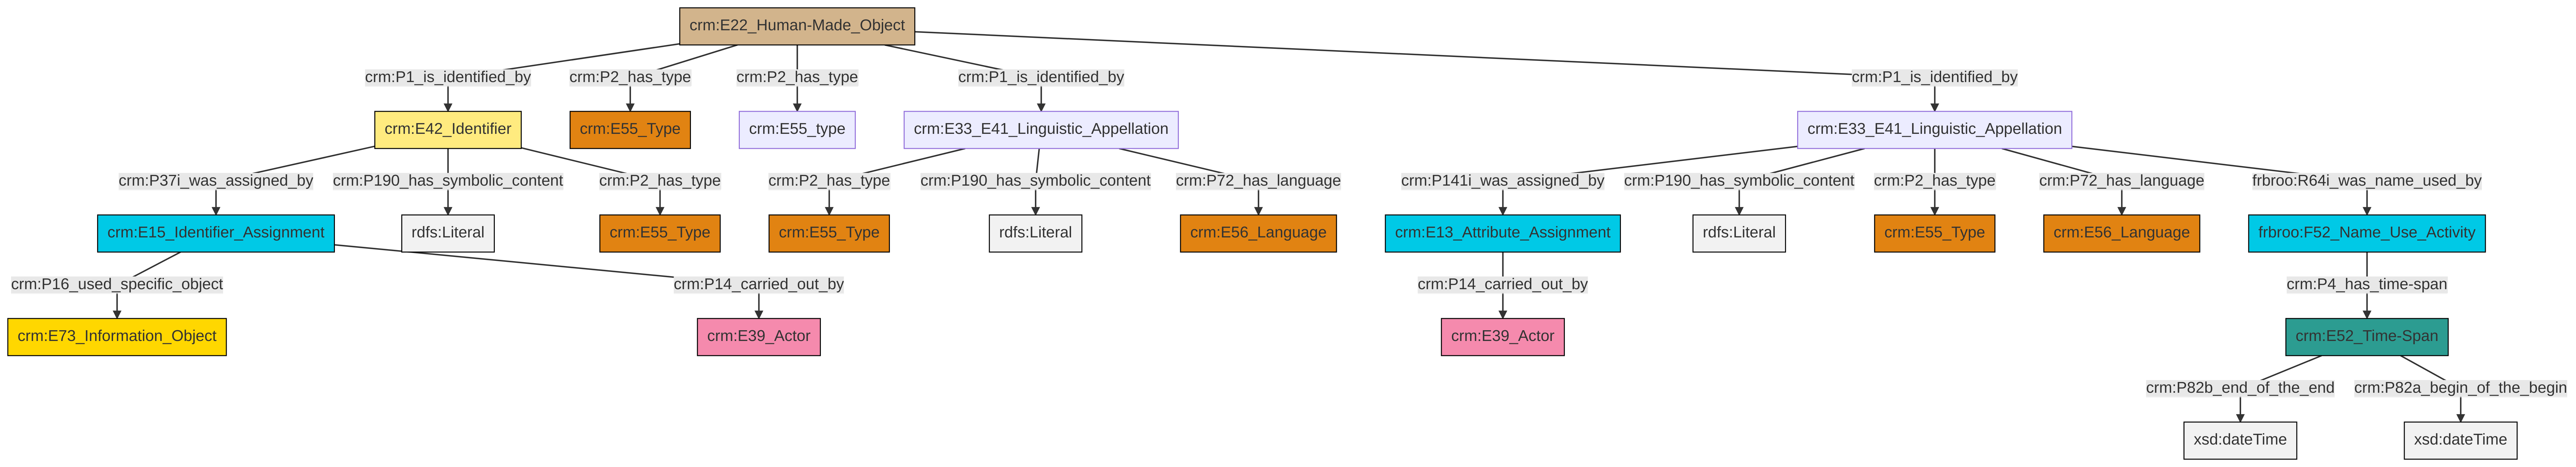 crm:E22_Human-Made_Object
crm:P1_is_identified_by
crm:P2_has_type
crm:P2_has_type
crm:P1_is_identified_by
crm:P1_is_identified_by
crm:E42_Identifier
crm:E55_Type
crm:E55_type
crm:E33_E41_Linguistic_Appellation
crm:E33_E41_Linguistic_Appellation
crm:P37i_was_assigned_by
crm:P190_has_symbolic_content
crm:P2_has_type
crm:P2_has_type
crm:P190_has_symbolic_content
crm:P72_has_language
crm:P141i_was_assigned_by
crm:P190_has_symbolic_content
crm:P2_has_type
crm:P72_has_language
frbroo:R64i_was_name_used_by
crm:E15_Identifier_Assignment
rdfs:Literal
crm:E55_Type
crm:E55_Type
rdfs:Literal
crm:E56_Language
crm:E13_Attribute_Assignment
rdfs:Literal
crm:E55_Type
crm:E56_Language
frbroo:F52_Name_Use_Activity
crm:P16_used_specific_object
crm:P14_carried_out_by
crm:P14_carried_out_by
crm:P4_has_time-span
crm:E73_Information_Object
crm:E39_Actor
crm:E39_Actor
crm:E52_Time-Span
crm:P82b_end_of_the_end
crm:P82a_begin_of_the_begin
xsd:dateTime
xsd:dateTime